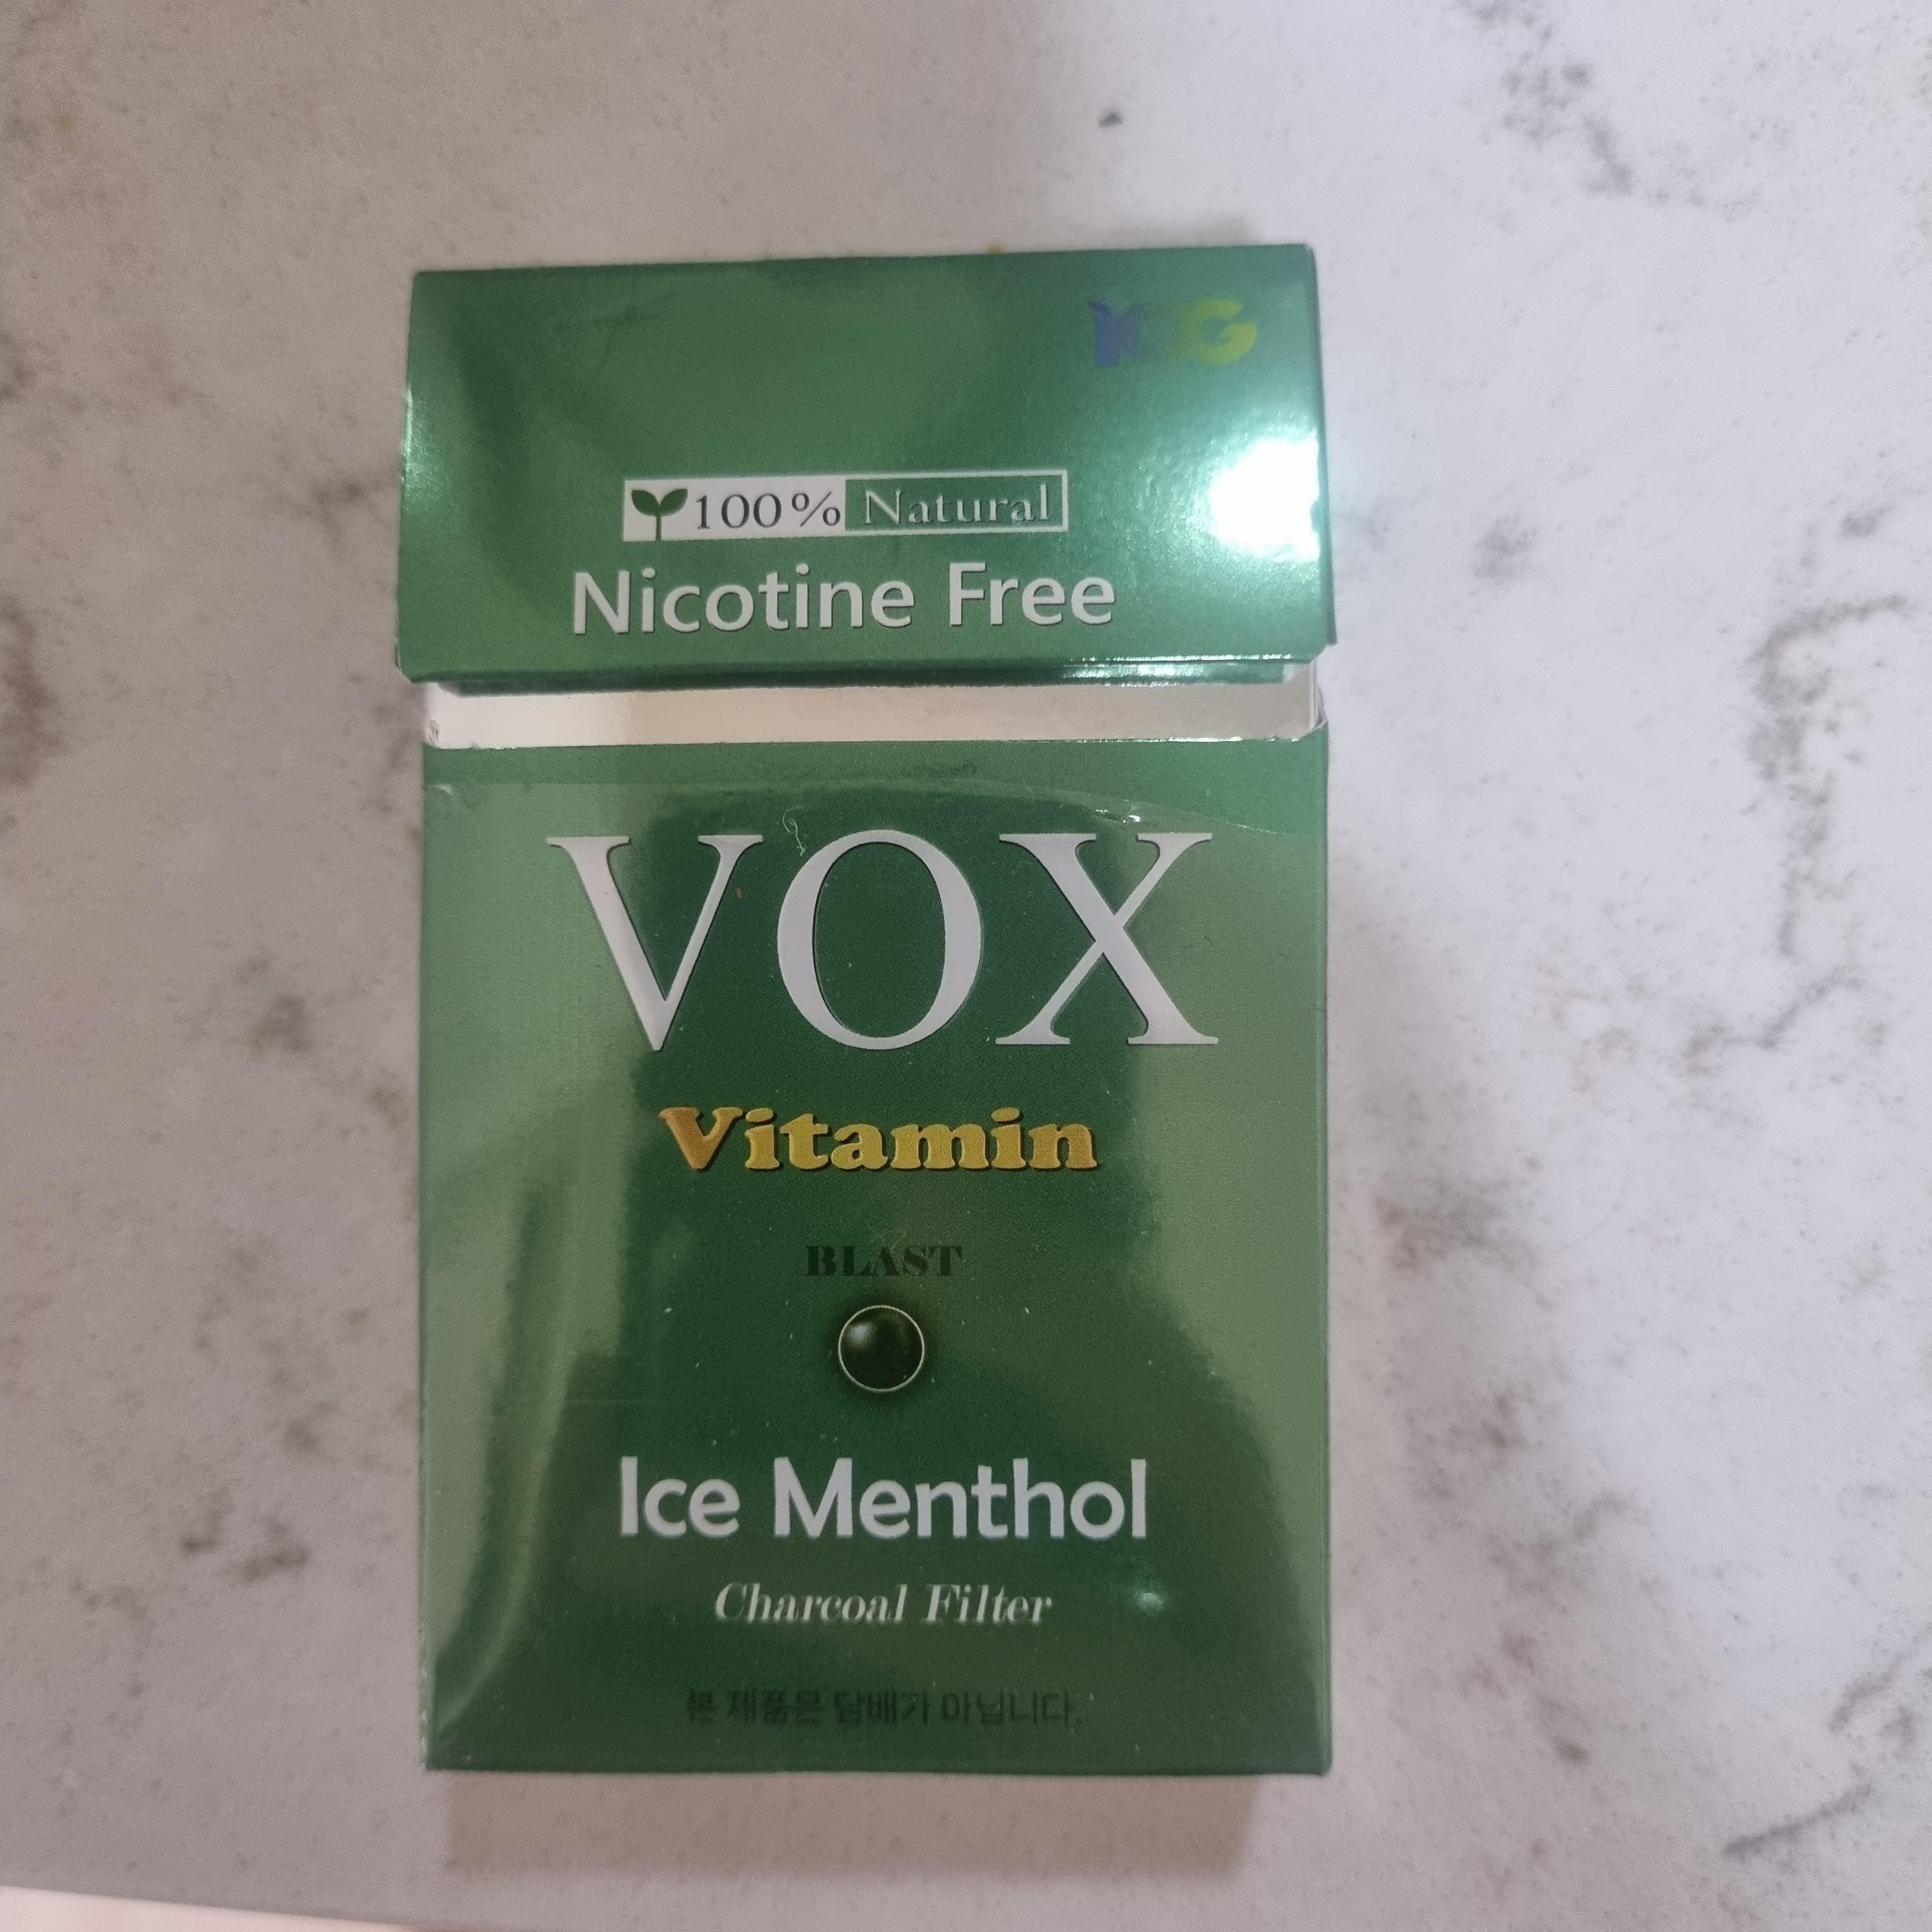 100% Natural
Nicotine Free
VOX
Vitamin
BLAST
Ice Menthol
Charcoal Filter
본 제품은 담배가 아닙니다.